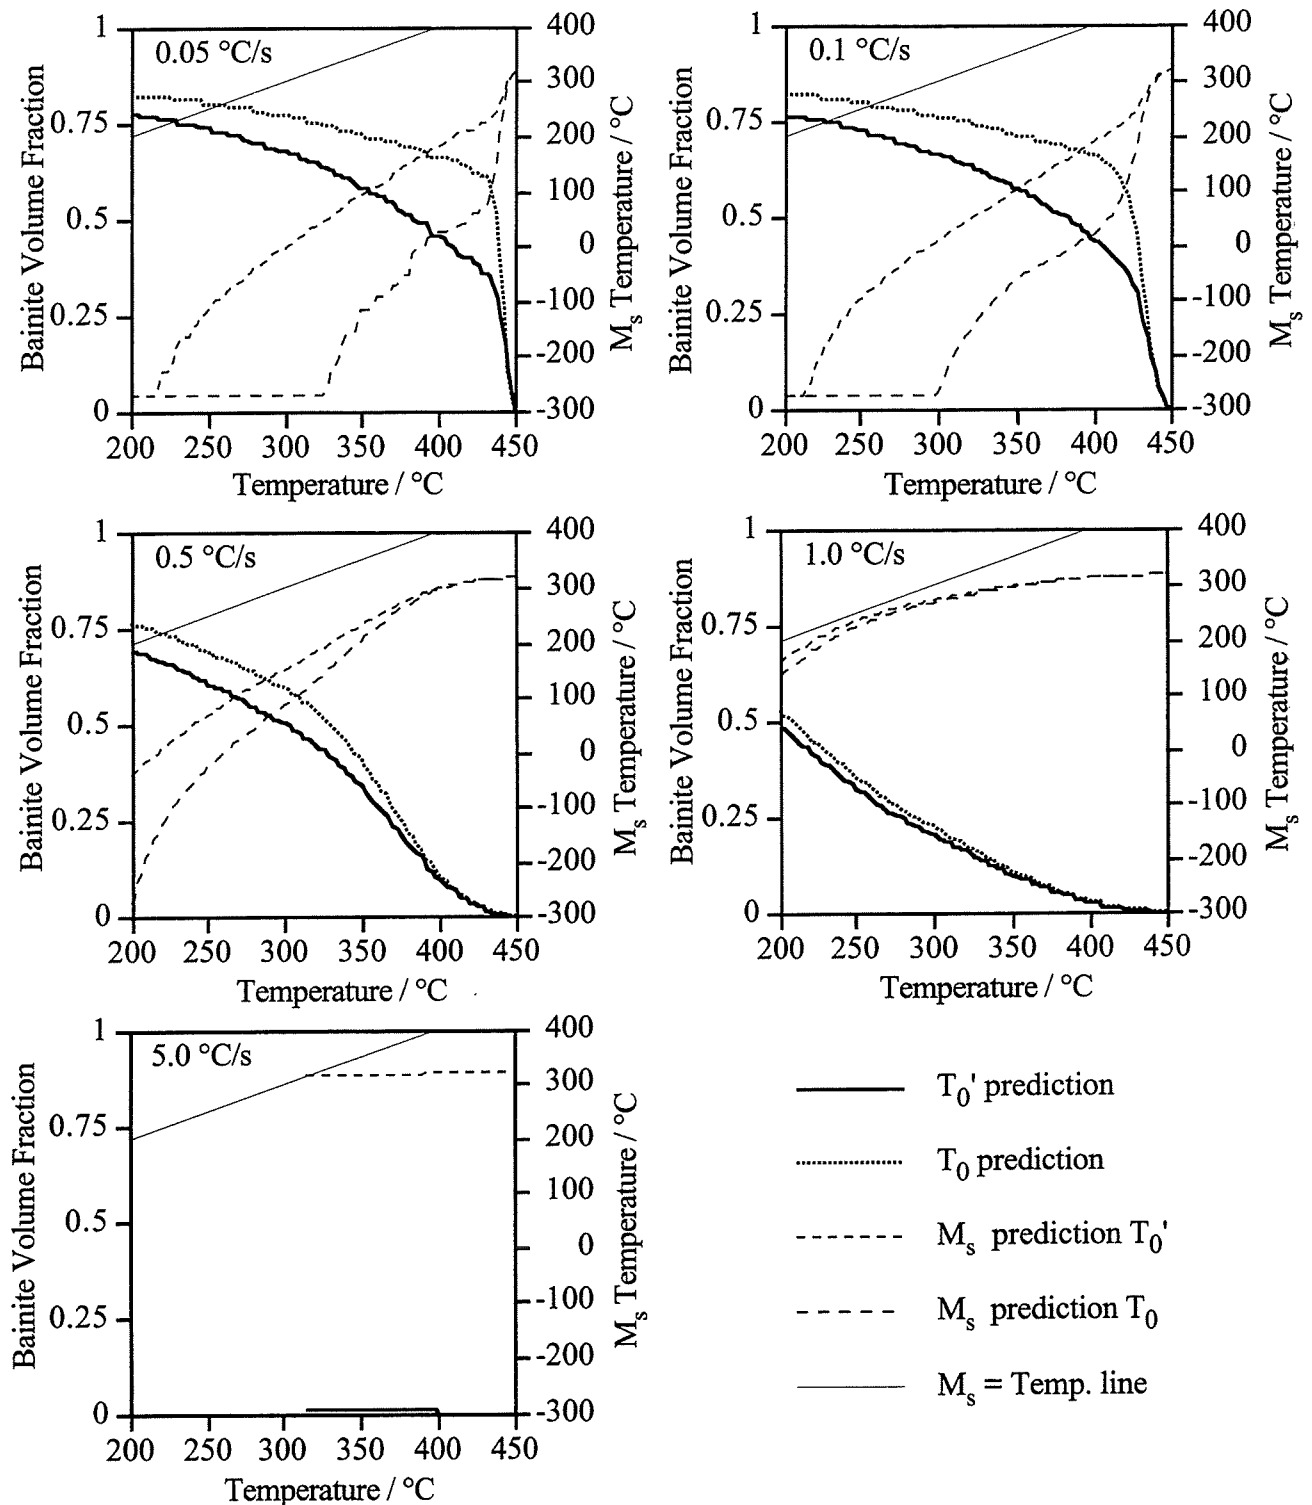 0.05 °C/s
1
0.75
0.5
0.25
0
Bainite Volume Fraction
400
300
200
100
0
-100
-200
-300
M_s Temperature / °C
200 250 300 350 400 450
Temperature / °C
0.1 °C/s
1
0.75
0.5
0.25
0
Bainite Volume Fraction
400
300
200
100
0
-100
-200
-300
M_s Temperature / °C
200 250 300 350 400 450
Temperature / °C
0.5 °C/s
1
0.75
0.5
0.25
0
Bainite Volume Fraction
400
300
200
100
0
-100
-200
-300
M_s Temperature / °C
200 250 300 350 400 450
Temperature / °C
1.0 °C/s
1
0.75
0.5
0.25
0
Bainite Volume Fraction
400
300
200
100
0
-100
-200
-300
M_s Temperature / °C
200 250 300 350 400 450
Temperature / °C
5.0 °C/s
1
0.75
0.5
0.25
0
Bainite Volume Fraction
400
300
200
100
0
-100
-200
-300
M_s Temperature / °C
200 250 300 350 400 450
Temperature / °C
T_0' prediction
T_0 prediction
M_s prediction T_0'
M_s prediction T_0
M_s = Temp. line